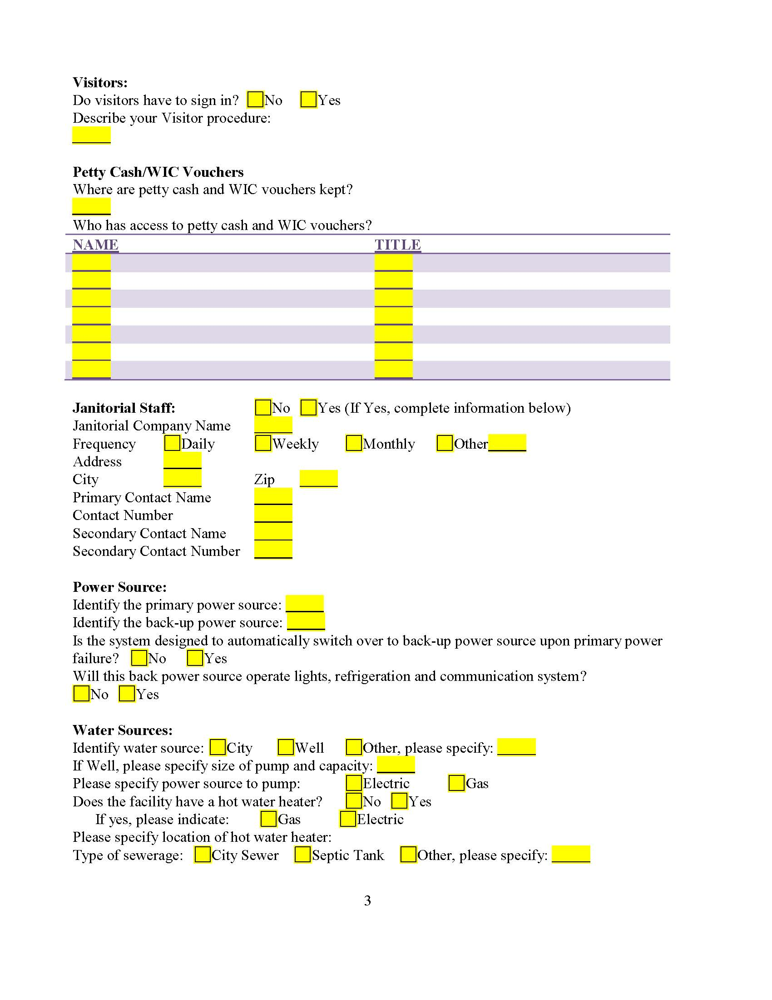 Visitors:
Do visitors have to sign in? No Yes
Describe your Visitor procedure:
Petty Cash/WIC Vouchers
Where are petty cash and WIC vouchers kept?
Who has access to petty cash and WIC vouchers?
NAME TITLE
Janitorial Staff: No Yes (If Yes, complete information below)
Janitorial Company Name
Frequency Daily Weekly Monthly Other
Address
City Zip
Primary Contact Name
Contact Number
Secondary Contact Name
Secondary Contact Number
Power Source:
Identify the primary power source:
Identify the back-up power source:
Is the system designed to automatically switch over to back-up power source upon primary power
failure? No Yes
Will this back power source operate lights, refrigeration and communication system?
No Yes
Water Sources:
Identify water source: City Well Other, please specify:
If Well, please specify size of pump and capacity:
Please specify power source to pump: Electric Gas
Does the facility have a hot water heater? No Yes
If yes, please indicate: Gas Electric
Please specify location of hot water heater:
Type of sewerage: City Sewer Septic Tank Other, please specify:
3